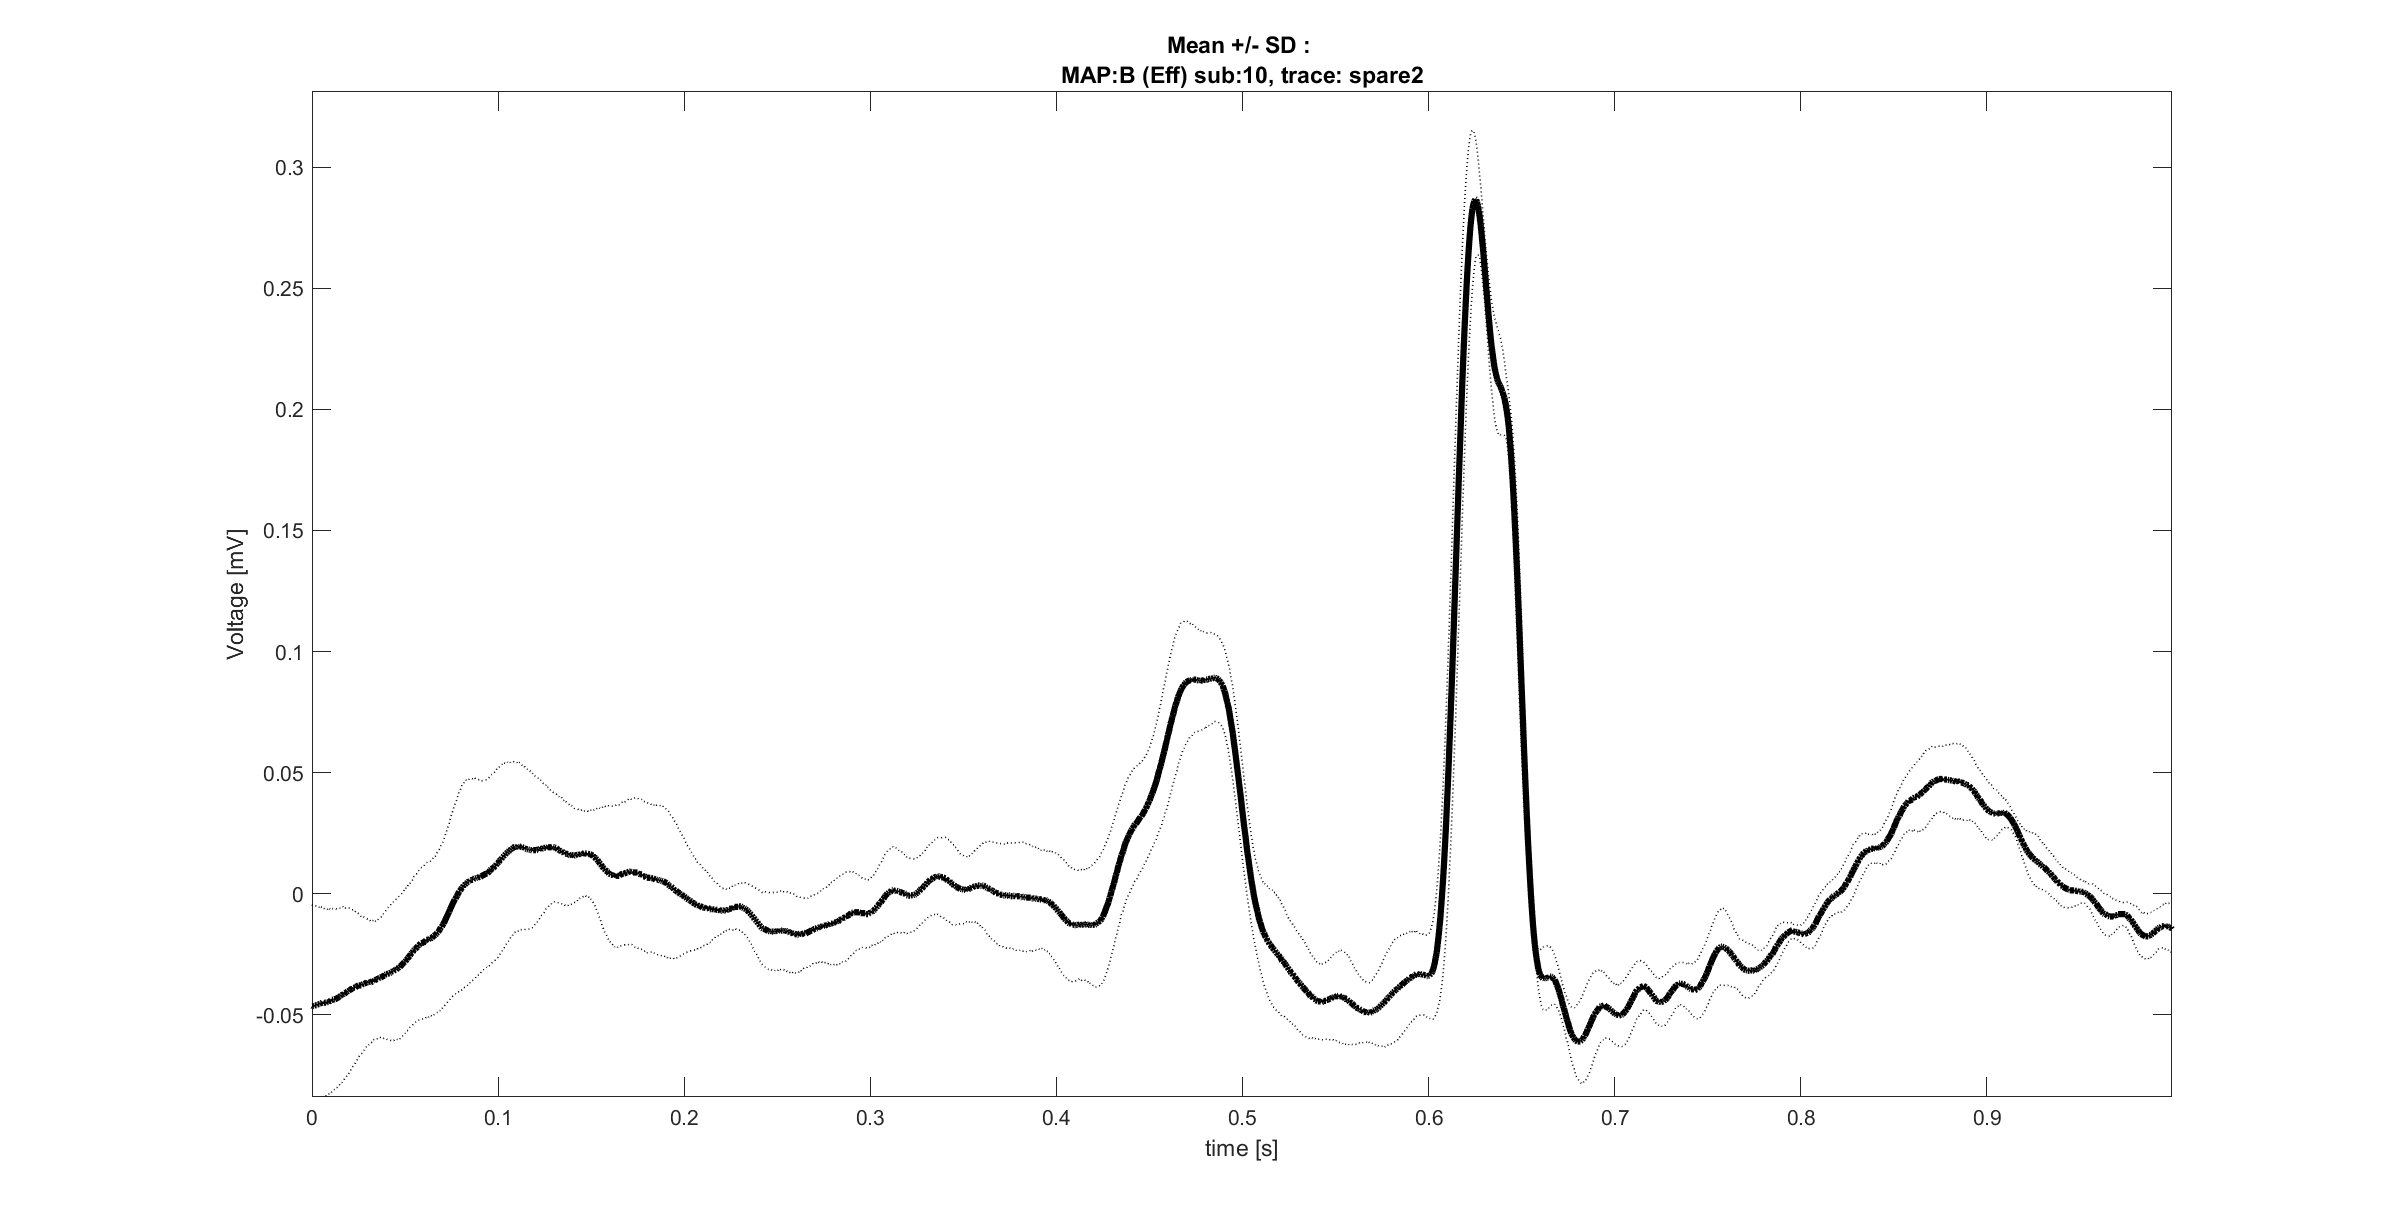 Mean +/- SD :
MAP:B (Eff) sub:10, trace: spare2
0.3
0.25
0.2
0.15
0.1
0.05
0
-0.05
Voltage [mV]
0 0.1 0.2 0.3 0.4 0.5 0.6 0.7 0.8 0.9
time [s]